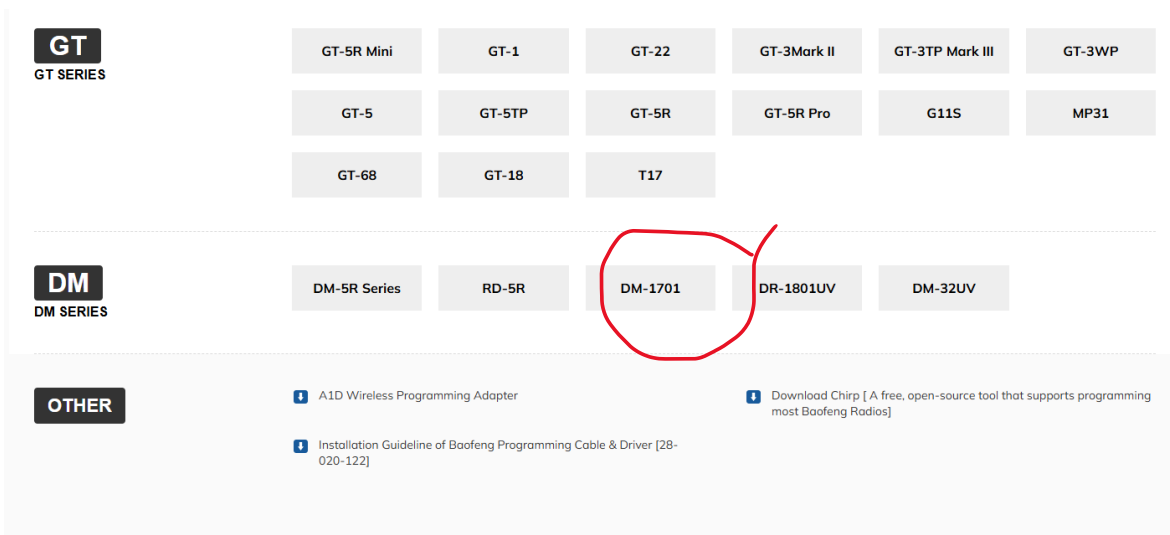 GT
GT SERIES
GT-5R Mini
GT-1
GT-22
GT-3Mark II
GT-3TP Mark III
GT-3WP
GT-5
GT-5TP
GT-5R
GT-5R Pro
G11S
MP31
GT-68
GT-18
T17
DM
DM SERIES
DM-5R Series
RD-5R
DM-1701
DR-1801UV
DM-32UV
OTHER
A1D Wireless Programming Adapter
Download Chirp [ A free, open-source tool that supports programming
most Baofeng Radios]
Installation Guideline of Baofeng Programming Cable & Driver [28-
020-122]